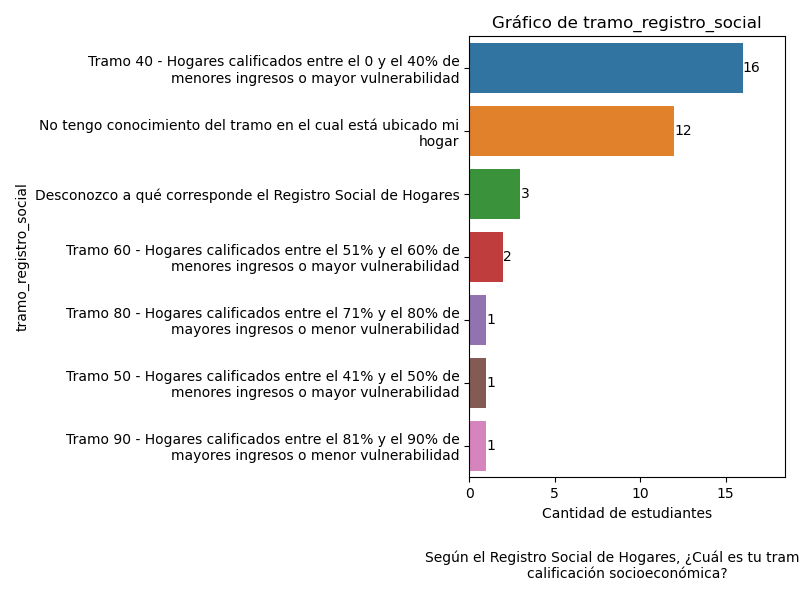 Gráfico de tramo_registro_social
Tramo 40 - Hogares calificados entre el 0 y el 40% de
menores ingresos o mayor vulnerabilidad
16
No tengo conocimiento del tramo en el cual está ubicado mi
hogar
12
Desconozco a qué corresponde el Registro Social de Hogares
3
Tramo 60 - Hogares calificados entre el 51% y el 60% de
menores ingresos o mayor vulnerabilidad
2
Tramo 80 - Hogares calificados entre el 71% y el 80% de
mayores ingresos o menor vulnerabilidad
1
Tramo 50 - Hogares calificados entre el 41% y el 50% de
menores ingresos o mayor vulnerabilidad
1
Tramo 90 - Hogares calificados entre el 81% y el 90% de
mayores ingresos o menor vulnerabilidad
1
tramo_registro_social
0 5 10 15
Cantidad de estudiantes
Según el Registro Social de Hogares, ¿Cuál es tu tram
calificación socioeconómica?